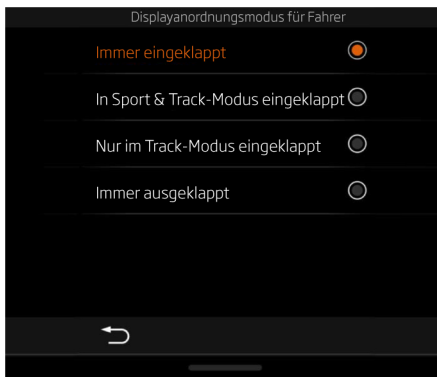 Displayanordnungsmodus für Fahrer
Immer eingeklappt
In Sport & Track-Modus eingeklappt
Nur im Track-Modus eingeklappt
Immer ausgeklappt